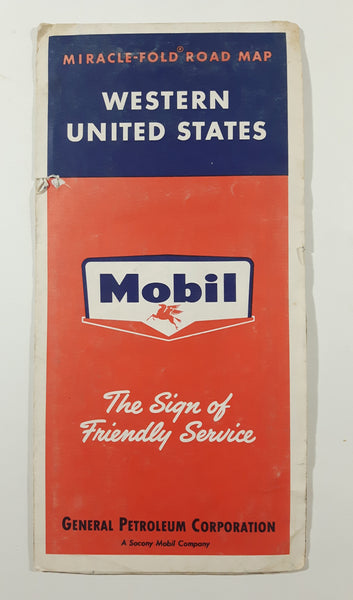 MIRACLE-FOLD® ROAD MAP
WESTERN
UNITED STATES
Mobil
The Sign of
Friendly Service
GENERAL PETROLEUM CORPORATION
A Socony Mobil Company